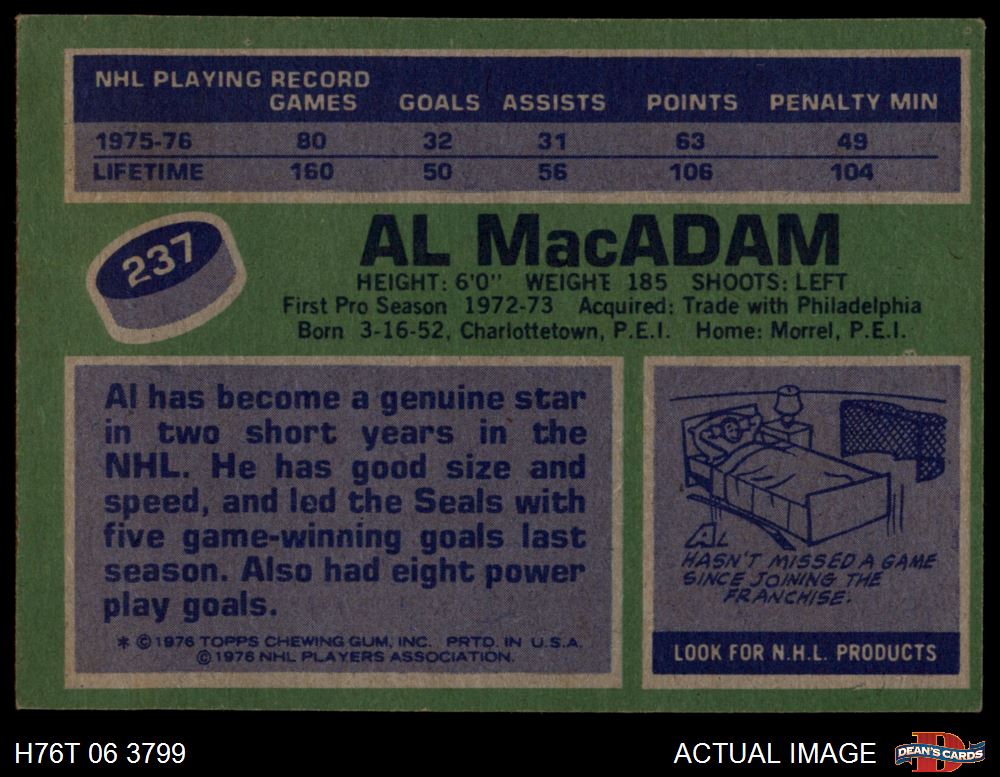 NHL PLAYING RECORD
GAMES GOALS ASSISTS POINTS PENALTY MIN
1975-76 80 32 31 63 49
LIFETIME 160 50 56 106 104
237
AL MacADAM
HEIGHT: 6'0" WEIGHT 185 SHOOTS: LEFT
First Pro Season 1972-73 Acquired: Trade with Philadelphia
Born 3-16-52, Charlottetown, P.E.I. Home: Morrel, P.E.I.
Al has become a genuine star
in two short years in the
NHL. He has good size and
speed, and led the Seals with
five game-winning goals last
season. Also had eight power
play goals.
* © 1976 TOPPS CHEWING GUM, INC. PRTD. IN U.S.A.
© 1976 NHL PLAYERS ASSOCIATION.
AL
HASN'T MISSED A GAME
SINCE JOINING THE
FRANCHISE.
LOOK FOR N.H.L. PRODUCTS
H76T 06 3799
ACTUAL IMAGE
DEAN'S CARDS